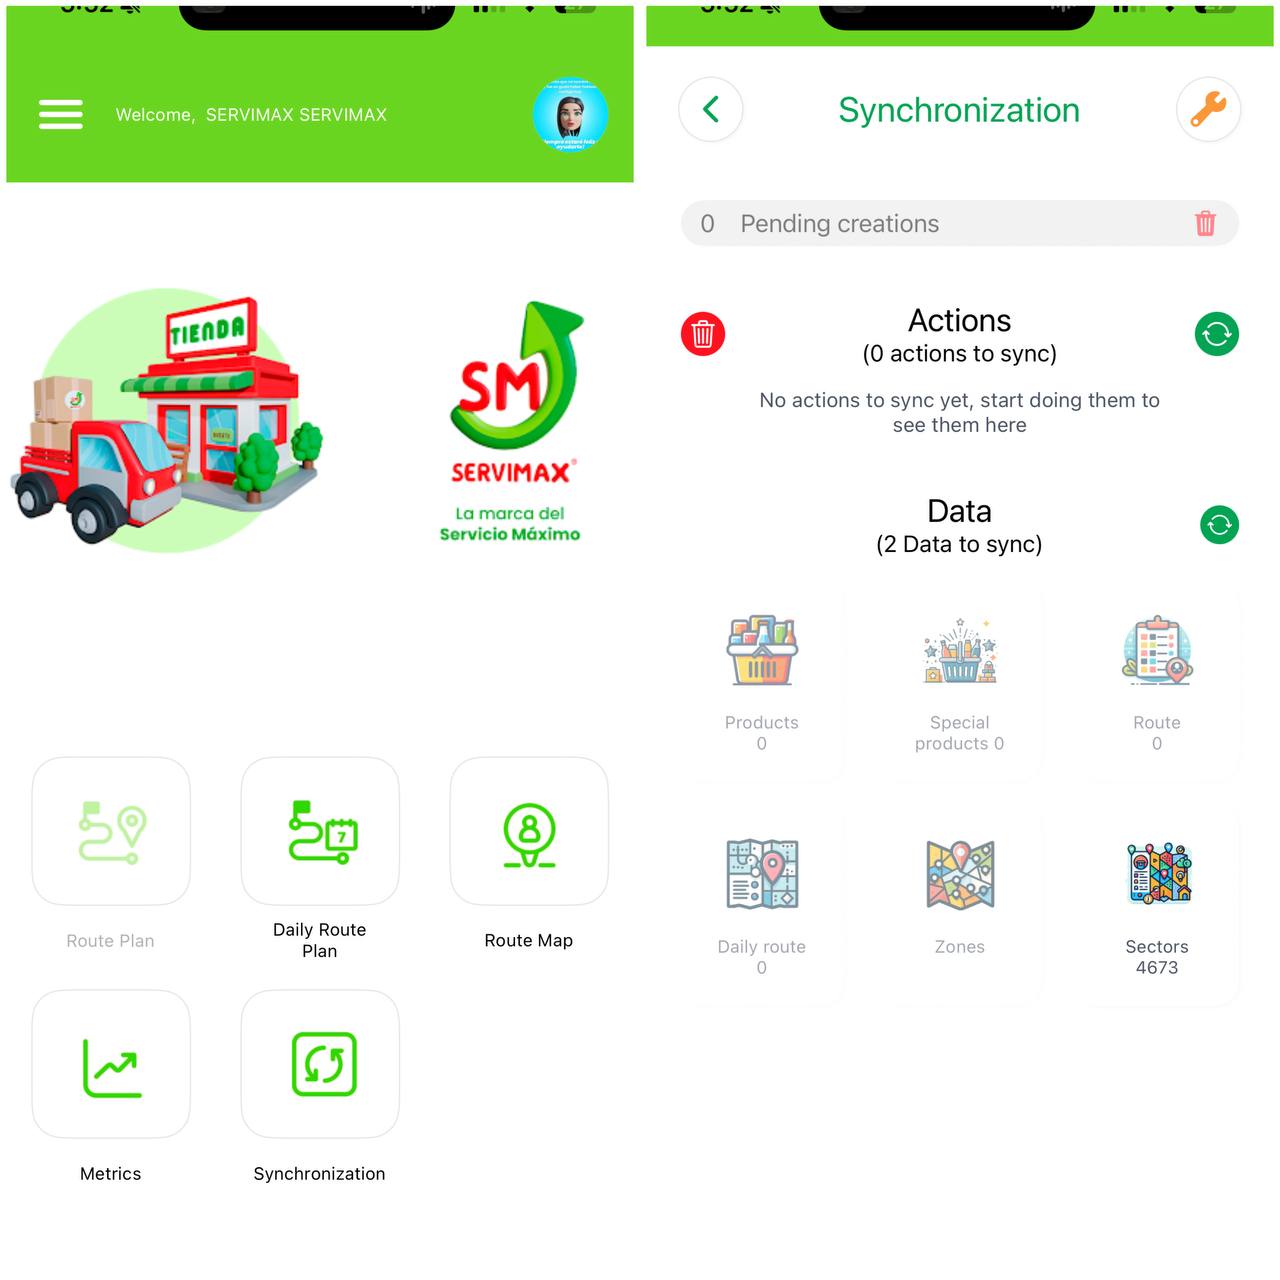 Welcome, SERVIMAX SERVIMAX
TIENDA
SM
SERVIMAX®
La marca del
Servicio Máximo
Route Plan
7
Daily Route
Plan
Route Map
Metrics
Synchronization
Synchronization
0 Pending creations
Actions
(0 actions to sync)
No actions to sync yet, start doing them to
see them here
Data
(2 Data to sync)
Products
0
Special
products 0
Route
0
Daily route
0
Zones
Sectors
4673